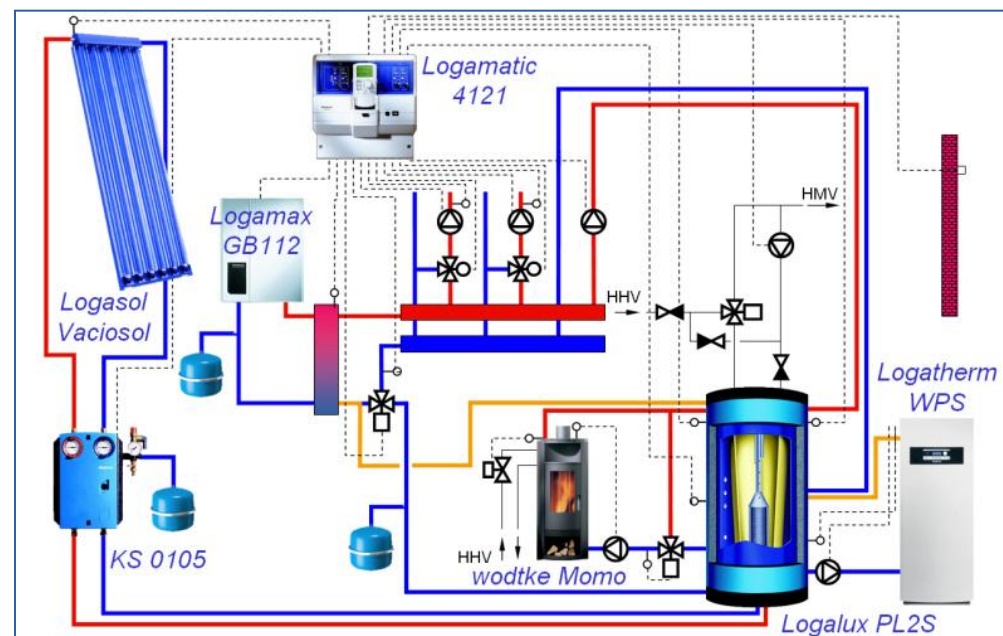 Logamatic
4121
Logamax
GB112
HMV
Logasol
Vaciosol
HHV
Logatherm
WPS
KS 0105
HHV
wodtke Momo
Logalux PL2S